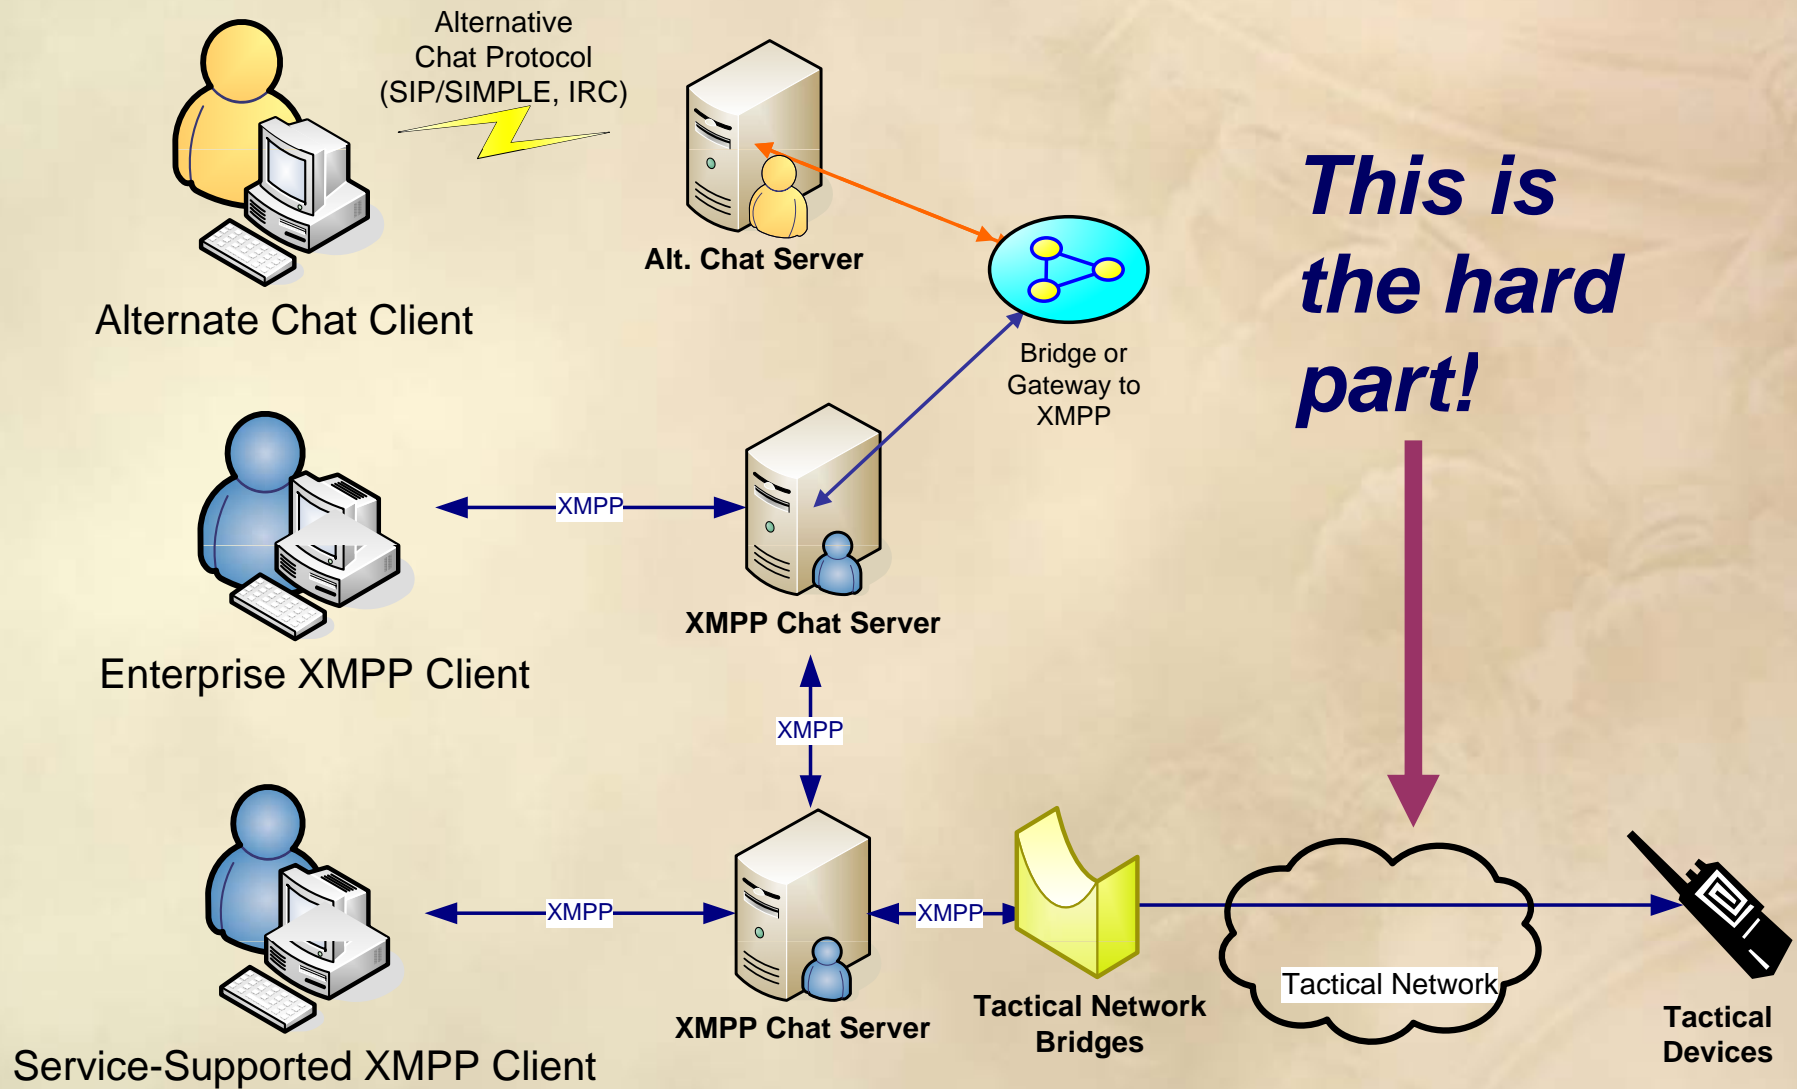 Alternative
Chat Protocol
(SIP/SIMPLE, IRC)
Alternate Chat Client
Alt. Chat Server
This is
the hard
part!
Bridge or
Gateway to
XMPP
XMPP
Enterprise XMPP Client
XMPP Chat Server
XMPP
XMPP
XMPP
Service-Supported XMPP Client
XMPP Chat Server
Tactical Network
Bridges
Tactical Network
Tactical
Devices